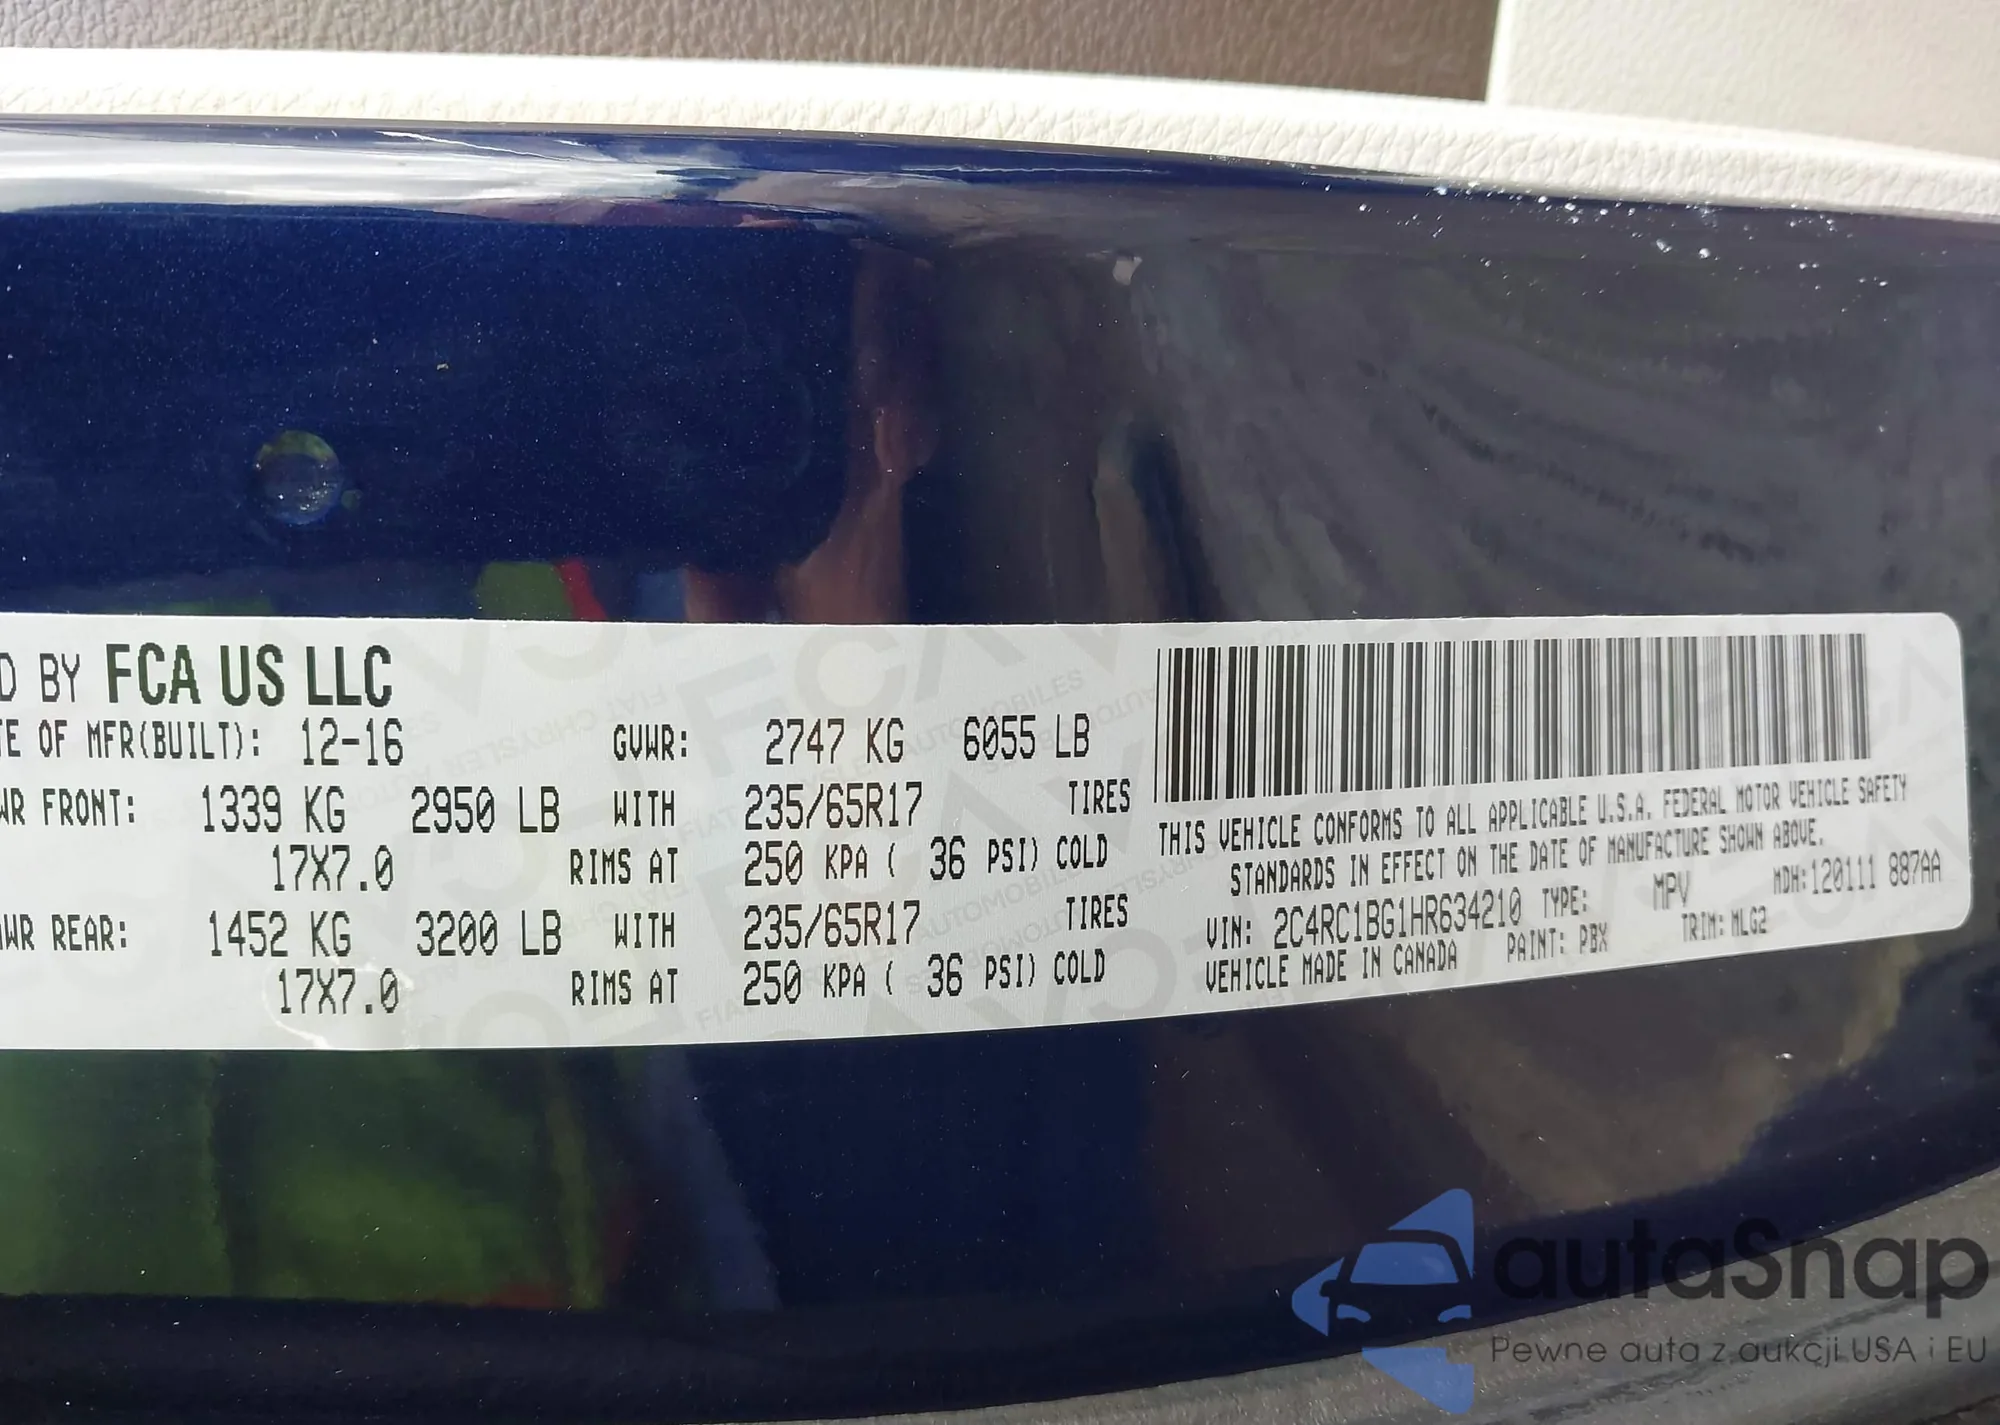 D BY FCA US LLC
TE OF MFR(BUILT): 12-16 GVWR: 2747 KG 6055 LB
WR FRONT: 1339 KG 2950 LB WITH 235/65R17 TIRES
17X7.0 RIMS AT 250 KPA ( 36 PSI) COLD
WR REAR: 1452 KG 3200 LB WITH 235/65R17 TIRES
17X7.0 RIMS AT 250 KPA ( 36 PSI) COLD
THIS VEHICLE CONFORMS TO ALL APPLICABLE U.S.A. FEDERAL MOTOR VEHICLE SAFETY
STANDARDS IN EFFECT ON THE DATE OF MANUFACTURE SHOWN ABOVE.
VIN: 2C4RC1BG1HR634210 TYPE: MPV MDH:120111 887AA
VEHICLE MADE IN CANADA PAINT: PBX TRIM: MLG2
autaSnap
Pewne auta z aukcji USA i EU